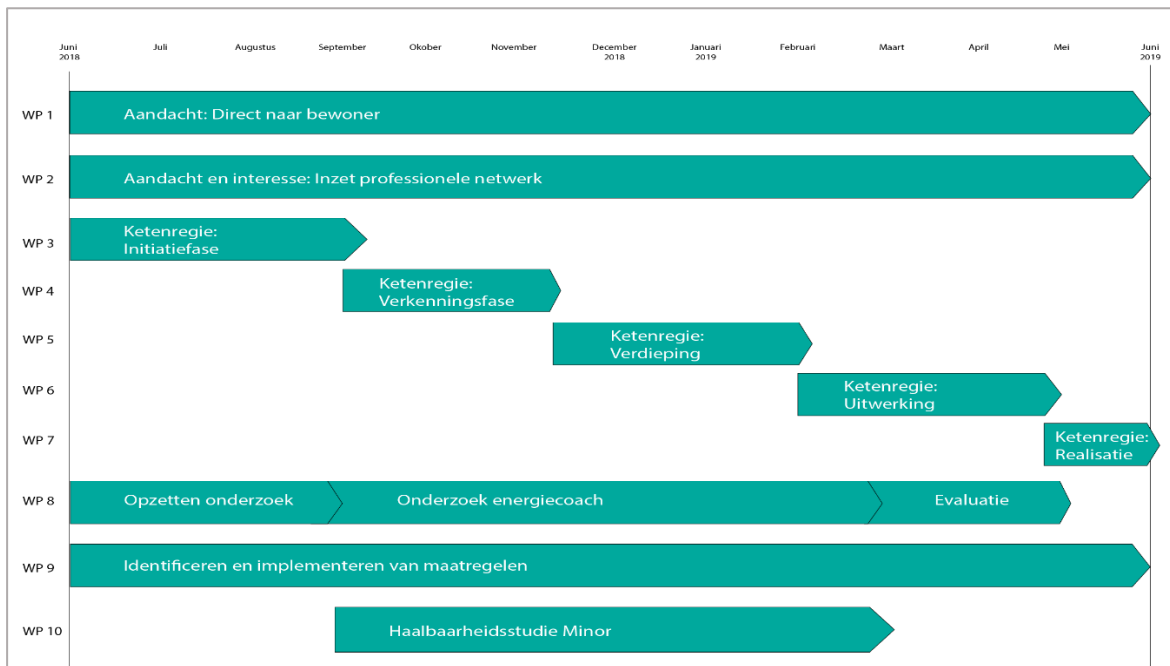 Juni Juli Augustus September Okober November December Januari Februari Maart April Mei Juni
2018 2018 2019 2019
WP 1 Aandacht: Direct naar bewoner
WP 2 Aandacht en interesse: Inzet professionele netwerk
WP 3 Ketenregie:
Initiatiefase
WP 4 Ketenregie:
Verkenningsfase
WP 5 Ketenregie:
Verdieping
WP 6 Ketenregie:
Uitwerking
WP 7 Ketenregie:
Realisatie
WP 8 Opzetten onderzoek Onderzoek energiecoach Evaluatie
WP 9 Identificeren en implementeren van maatregelen
WP 10 Haalbaarheidsstudie Minor